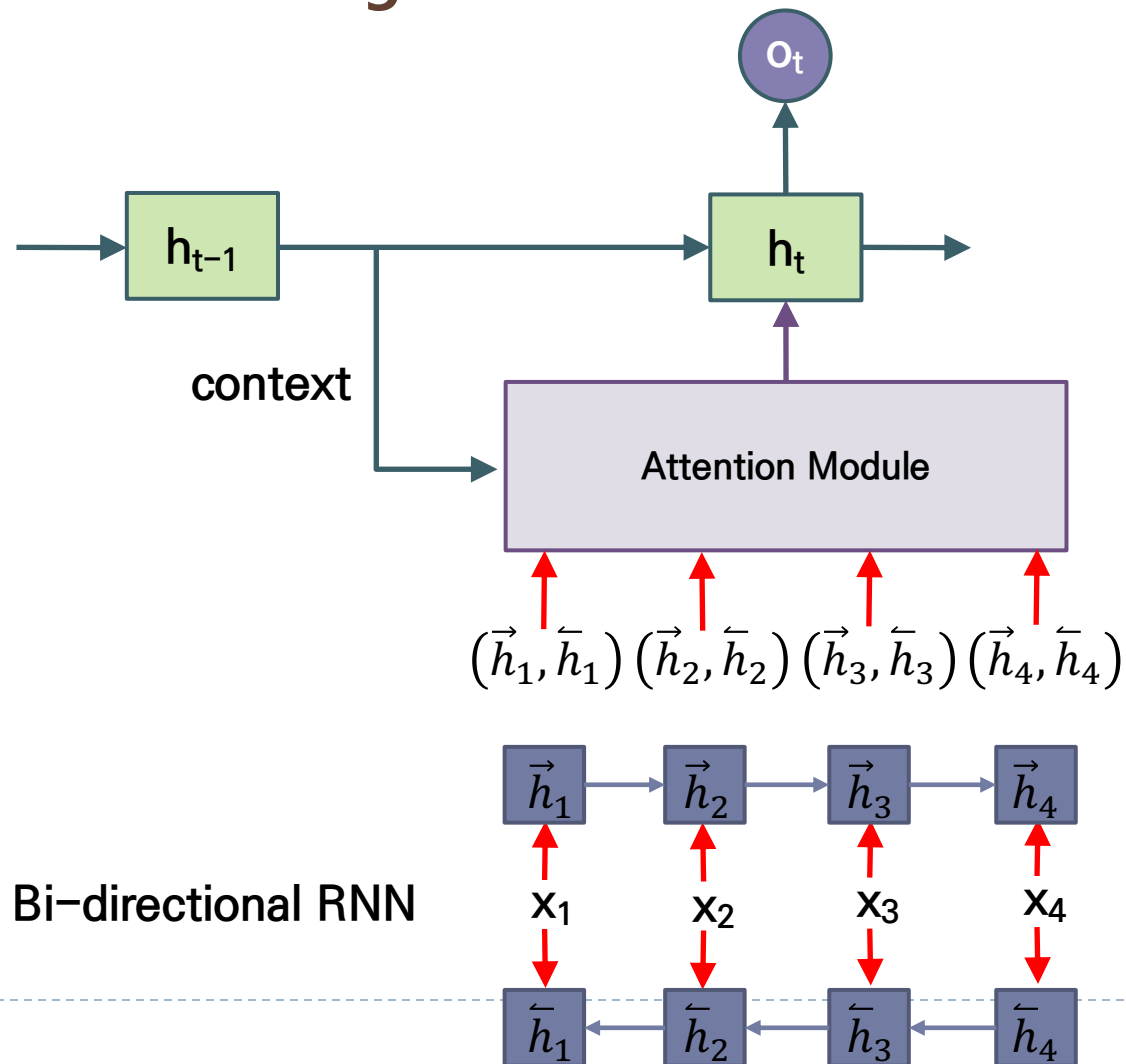 g
oₜ
hₜ₋₁
hₜ
context
Attention Module
(h⃗₁, h⃖₁) (h⃗₂, h⃖₂) (h⃗₃, h⃖₃) (h⃗₄, h⃖₄)
h⃗₁ h⃗₂ h⃗₃ h⃗₄
Bi-directional RNN x₁ x₂ x₃ x₄
h⃖₁ h⃖₂ h⃖₃ h⃖₄